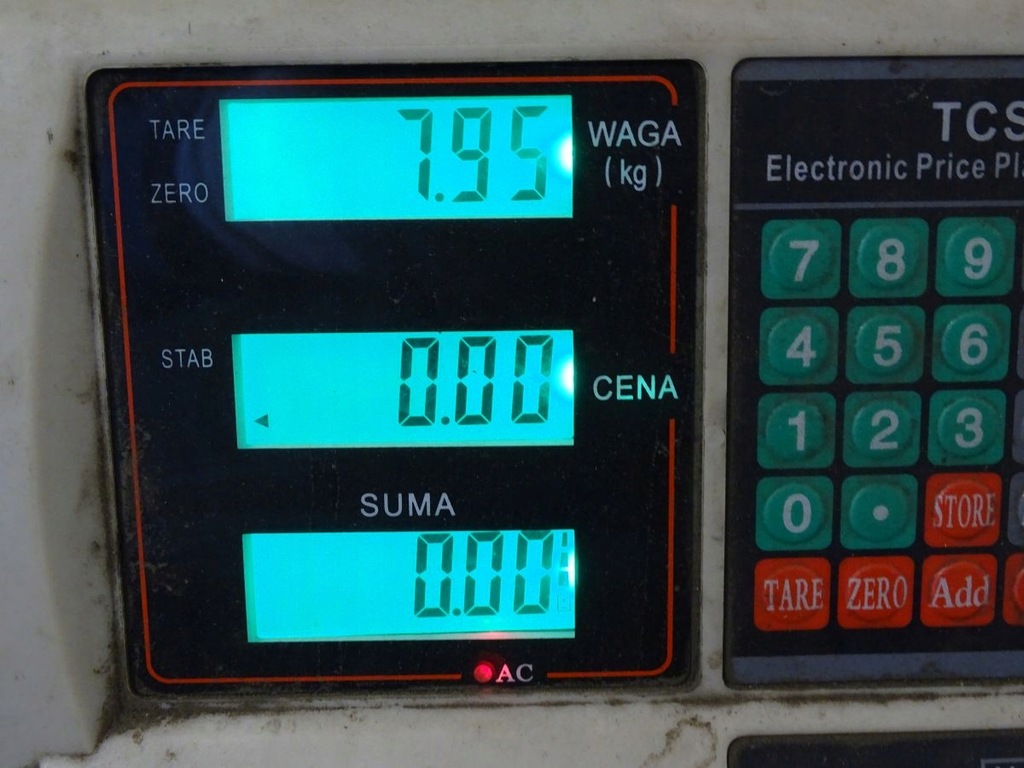 TARE
7.95
WAGA
(kg)
ZERO
STAB
0.00
CENA
SUMA
0.00
AC
TCS
Electronic Price
7 8 9
4 5 6
1 2 3
0 . STORE
TARE ZERO Add